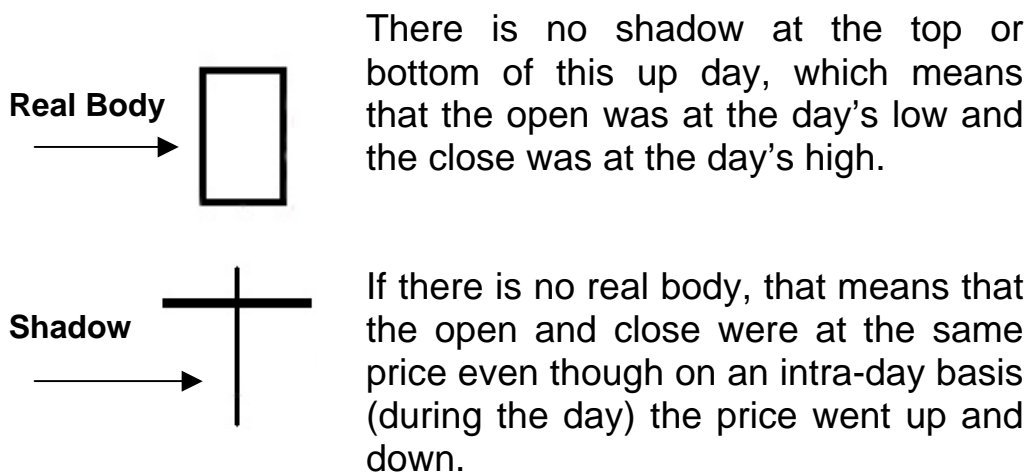 There is no shadow at the top or
bottom of this up day, which means
Real Body
that the open was at the day’s low and
the close was at the day’s high.
If there is no real body, that means that
Shadow
the open and close were at the same
price even though on an intra-day basis
(during the day) the price went up and
down.